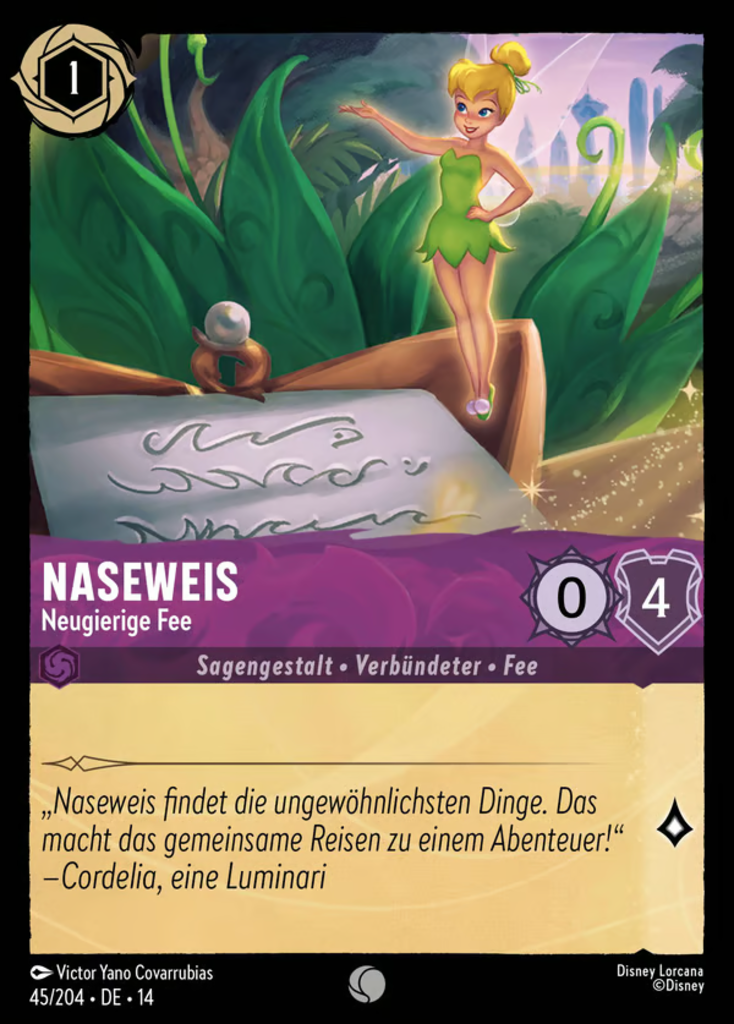 1
NASEWEIS
Neugierige Fee
0
4
Sagengestalt • Verbündeter • Fee
„Naseweis findet die ungewöhnlichsten Dinge. Das
macht das gemeinsame Reisen zu einem Abenteuer!“
–Cordelia, eine Luminari
Victor Yano Covarrubias
45/204 • DE • 14
Disney Lorcana
©Disney